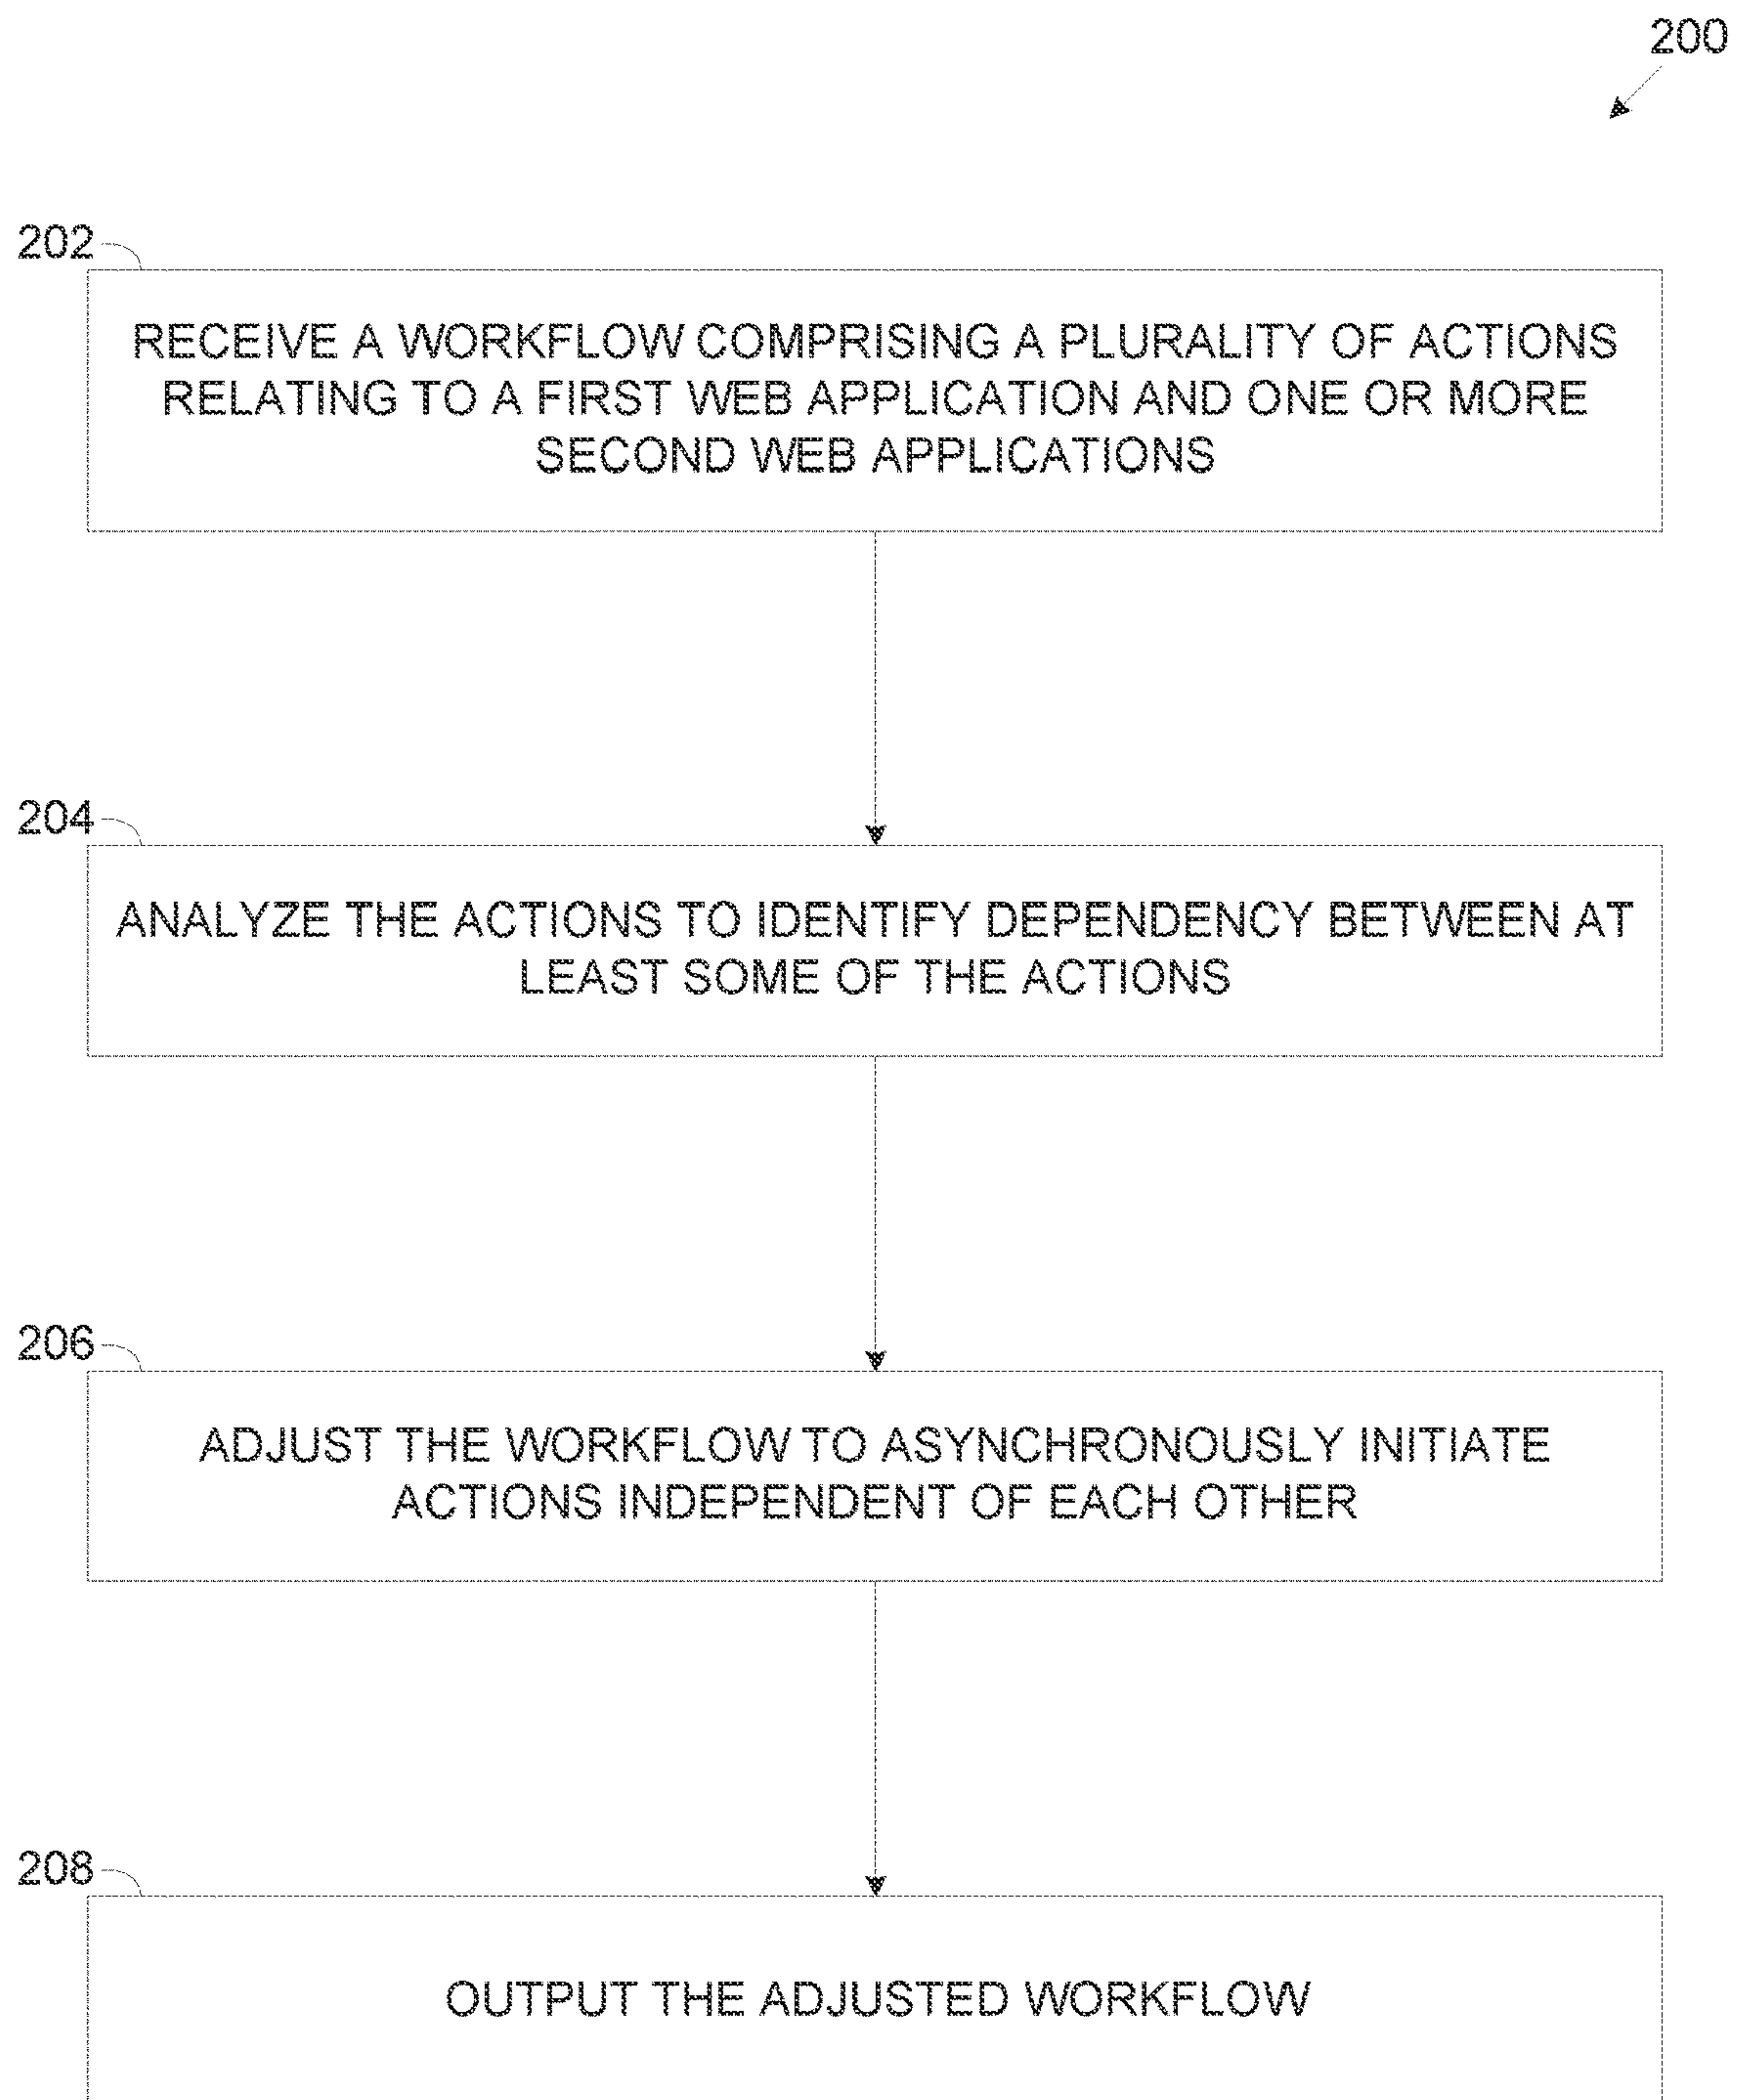 200
202
RECEIVE A WORKFLOW COMPRISING A PLURALITY OF ACTIONS
RELATING TO A FIRST WEB APPLICATION AND ONE OR MORE
SECOND WEB APPLICATIONS
204
ANALYZE THE ACTIONS TO IDENTIFY DEPENDENCY BETWEEN AT
LEAST SOME OF THE ACTIONS
206
ADJUST THE WORKFLOW TO ASYNCHRONOUSLY INITIATE
ACTIONS INDEPENDENT OF EACH OTHER
208
OUTPUT THE ADJUSTED WORKFLOW